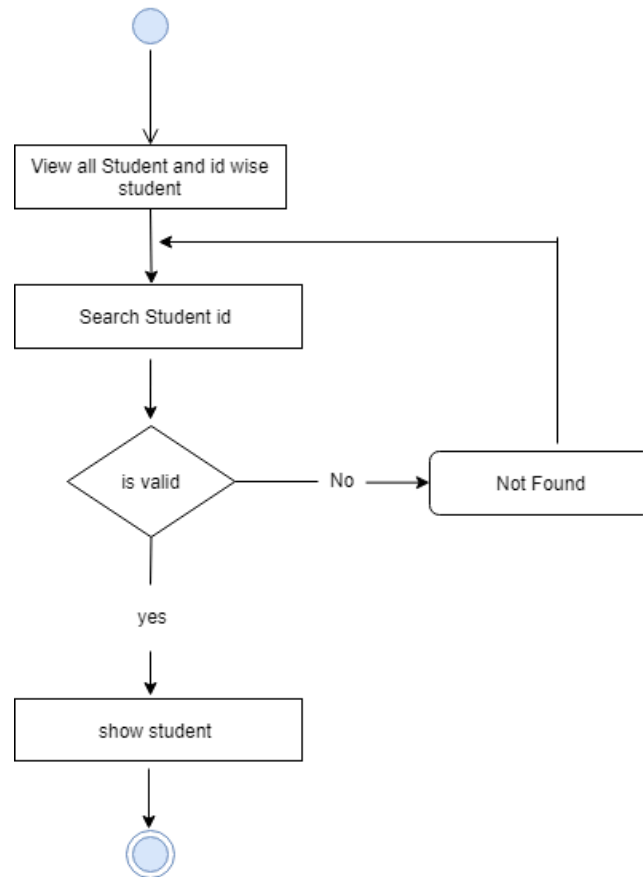 View all Student and id wise
student
Search Student id
is valid
No
Not Found
yes
show student